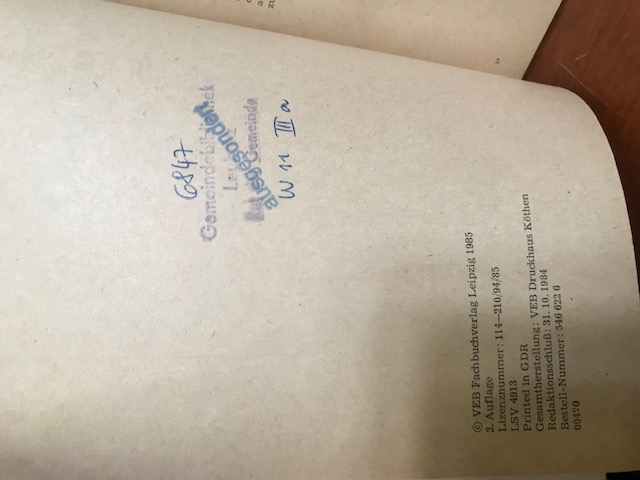 6847
Gemeindebibliothek
ausgesondert
Gemeinde
W 11 III a
© VEB Fachbuchverlag Leipzig 1985
2. Auflage
Lizenznummer: 114—210/94/85
LSV 4913
Printed in GDR
Gesamtherstellung: VEB Druckhaus Köthen
Redaktionsschluß: 31. 10. 1984
Bestell-Nummer: 546 622 6
00420